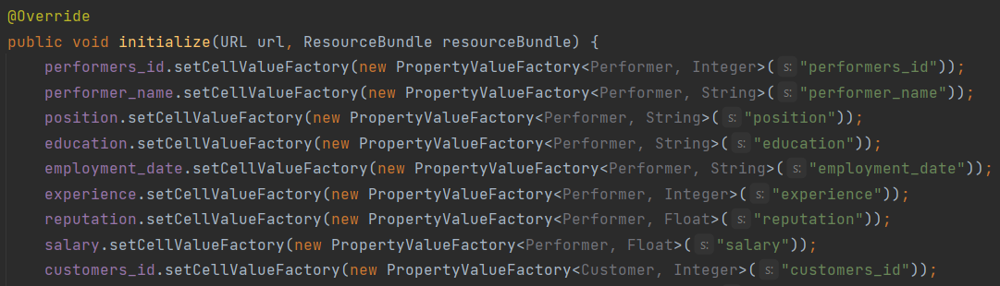 @Override
public void initialize(URL url, ResourceBundle resourceBundle) {
performers_id.setCellValueFactory(new PropertyValueFactory<Performer, Integer>( s: "performers_id"));
performer_name.setCellValueFactory(new PropertyValueFactory<Performer, String>( s: "performer_name"));
position.setCellValueFactory(new PropertyValueFactory<Performer, String>( s: "position"));
education.setCellValueFactory(new PropertyValueFactory<Performer, String>( s: "education"));
employment_date.setCellValueFactory(new PropertyValueFactory<Performer, String>( s: "employment_date"));
experience.setCellValueFactory(new PropertyValueFactory<Performer, Integer>( s: "experience"));
reputation.setCellValueFactory(new PropertyValueFactory<Performer, Float>( s: "reputation"));
salary.setCellValueFactory(new PropertyValueFactory<Performer, Float>( s: "salary"));
customers_id.setCellValueFactory(new PropertyValueFactory<Customer, Integer>( s: "customers_id"));